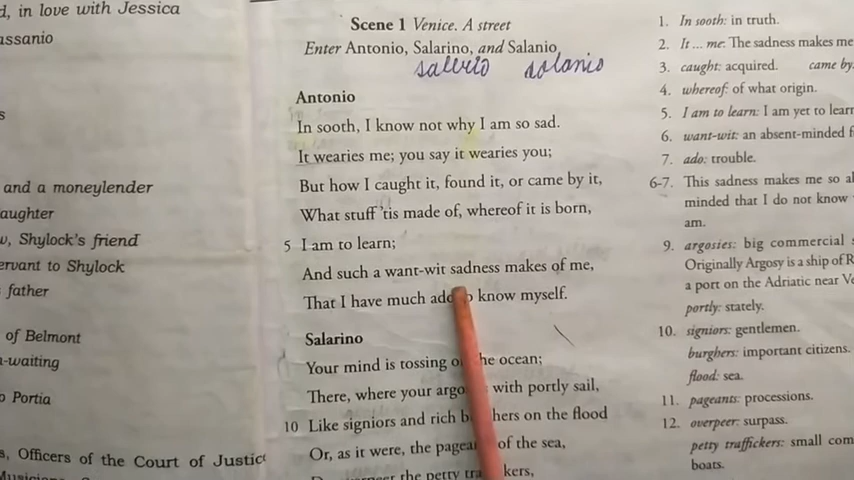 d, in love with Jessica
assanio
s
and a moneylender
aughter
w, Shylock's friend
ervant to Shylock
father
of Belmont
-waiting
o Portia
s, Officers of the Court of Justic
Scene 1 Venice. A street
Enter Antonio, Salarino, and Salanio
salerio solanio
Antonio
In sooth, I know not why I am so sad.
It wearies me; you say it wearies you;
But how I caught it, found it, or came by it,
What stuff 'tis made of, whereof it is born,
5 I am to learn;
And such a want-wit sadness makes of me,
That I have much ado to know myself.
Salarino
Your mind is tossing on the ocean;
There, where your argo s with portly sail,
10 Like signiors and rich b hers on the flood
Or, as it were, the pagea of the sea,
the petty tra kers,
1. In sooth: in truth.
2. It ... me: The sadness makes me
3. caught: acquired. came by
4. whereof: of what origin.
5. I am to learn: I am yet to learn
6. want-wit: an absent-minded f
7. ado: trouble.
6-7. This sadness makes me so a
minded that I do not know
am.
9. argosies: big commercial s
Originally Argosy is a ship of R
a port on the Adriatic near Ve
portly: stately.
10. signiors: gentlemen.
burghers: important citizens.
flood: sea.
11. pageants: processions.
12. overpeer: surpass.
petty traffickers: small com
boats.